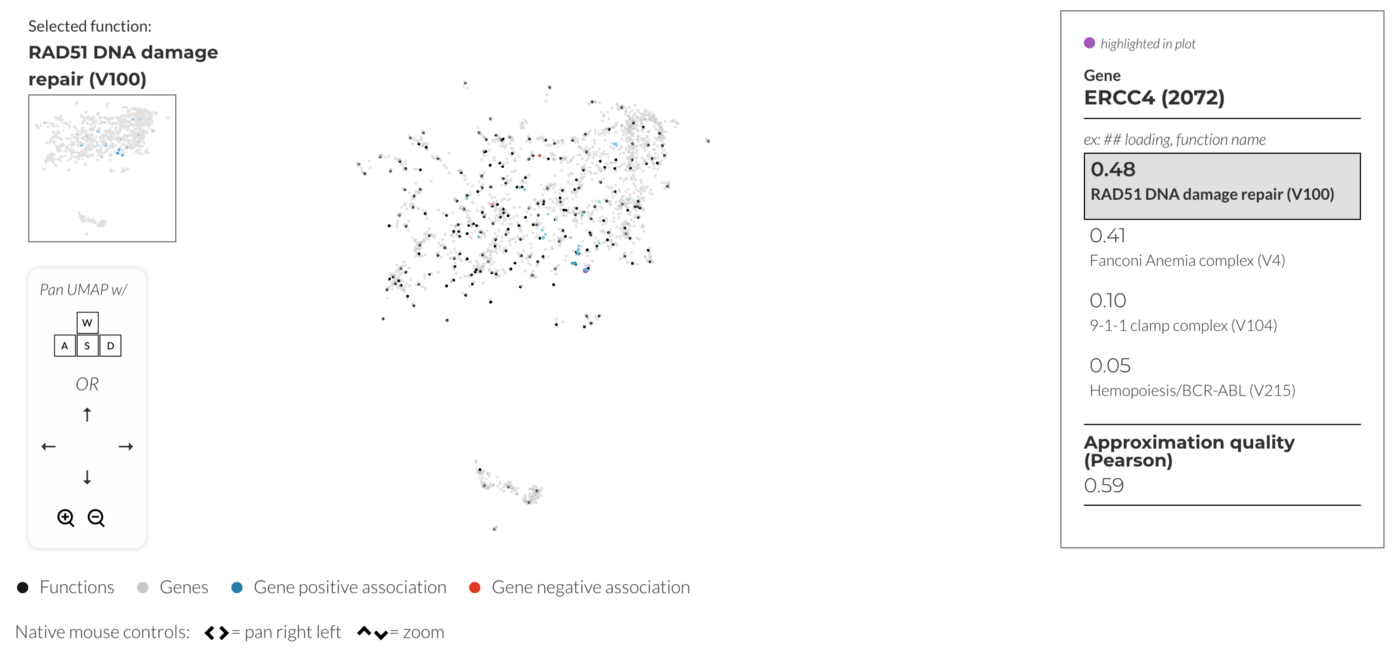 Selected function:
RAD51 DNA damage
repair (V100)
Pan UMAP w/
W
A S D
OR
Functions
Genes
Gene positive association
Gene negative association
Native mouse controls:
= pan right left
= zoom
highlighted in plot
Gene
ERCC4 (2072)
ex: ## loading, function name
0.48
RAD51 DNA damage repair (V100)
0.41
Fanconi Anemia complex (V4)
0.10
9-1-1 clamp complex (V104)
0.05
Hemopoiesis/BCR-ABL (V215)
Approximation quality
(Pearson)
0.59